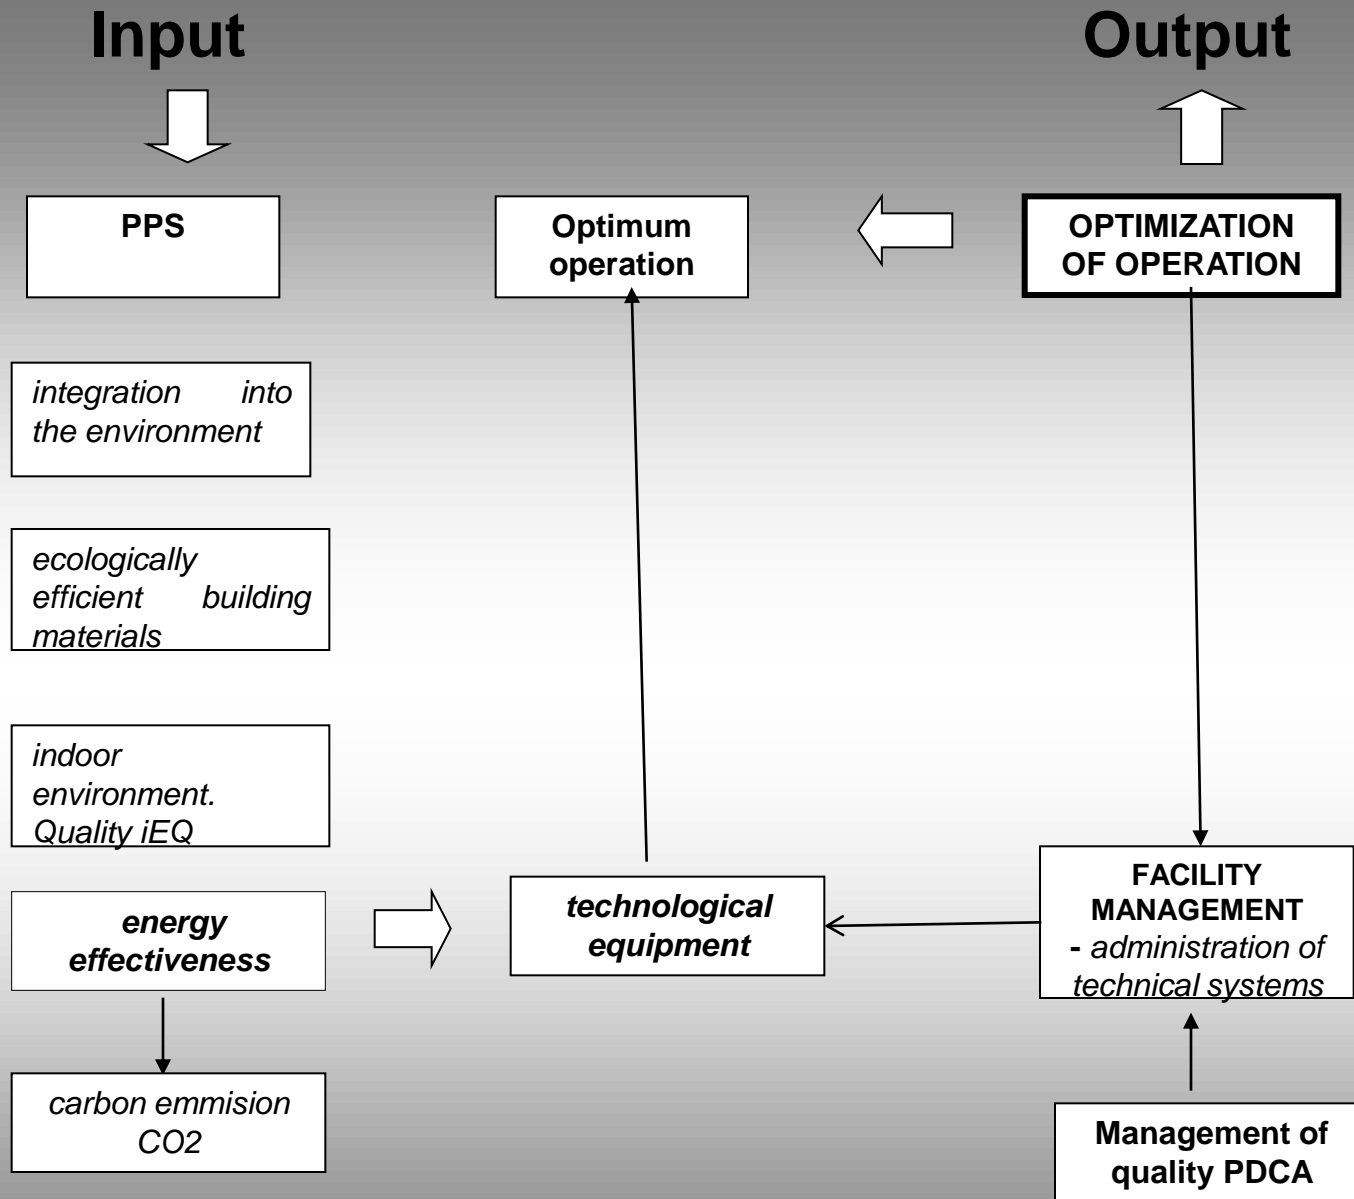 Input
Output
PPS
Optimum
operation
OPTIMIZATION
OF OPERATION
integration into
the environment
ecologically
efficient building
materials
indoor
environment.
Quality iEQ
energy
effectiveness
technological
equipment
FACILITY
MANAGEMENT
- administration of
technical systems
carbon emmision
CO2
Management of
quality PDCA